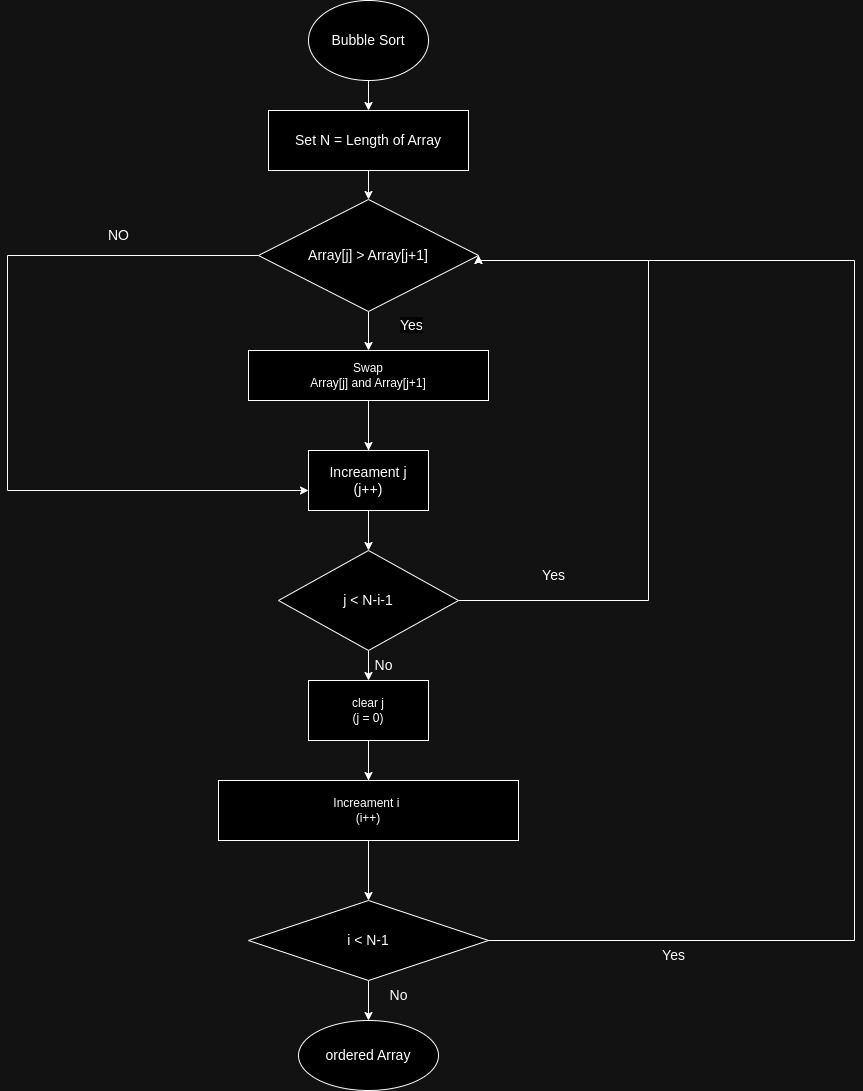 Bubble Sort
Set N = Length of Array
NO
Array[j] > Array[j+1]
Yes
Swap
Array[j] and Array[j+1]
Increament j
(j++)
Yes
j < N-i-1
No
clear j
(j = 0)
Increament i
(i++)
i < N-1
Yes
No
ordered Array